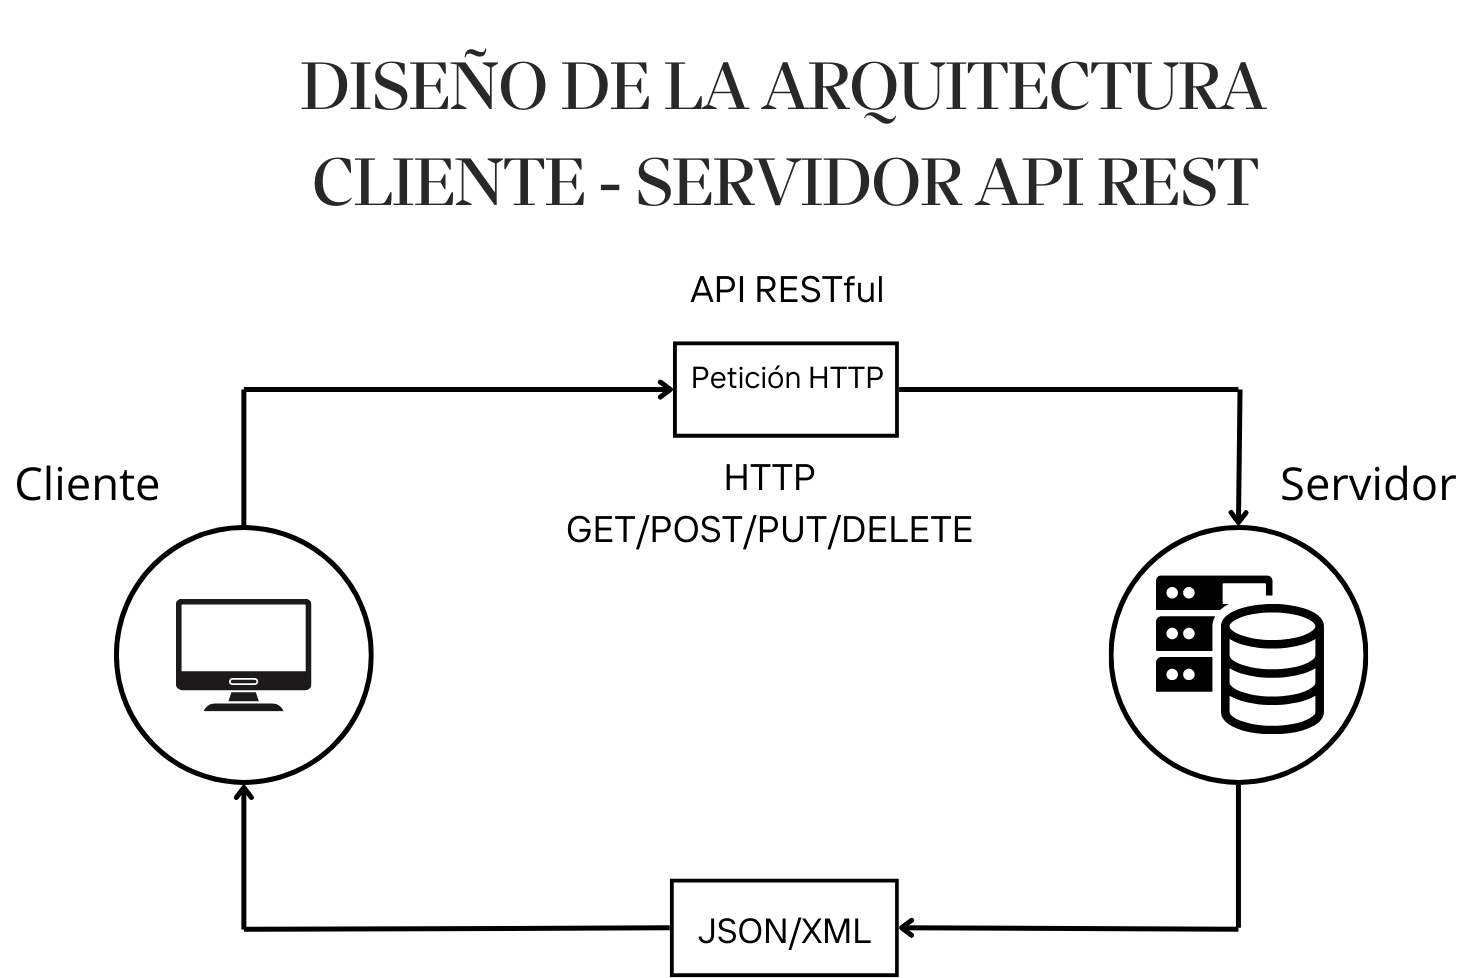 DISEÑO DE LA ARQUITECTURA
CLIENTE - SERVIDOR API REST
API RESTful
Petición HTTP
Cliente
HTTP
Servidor
GET/POST/PUT/DELETE
JSON/XML